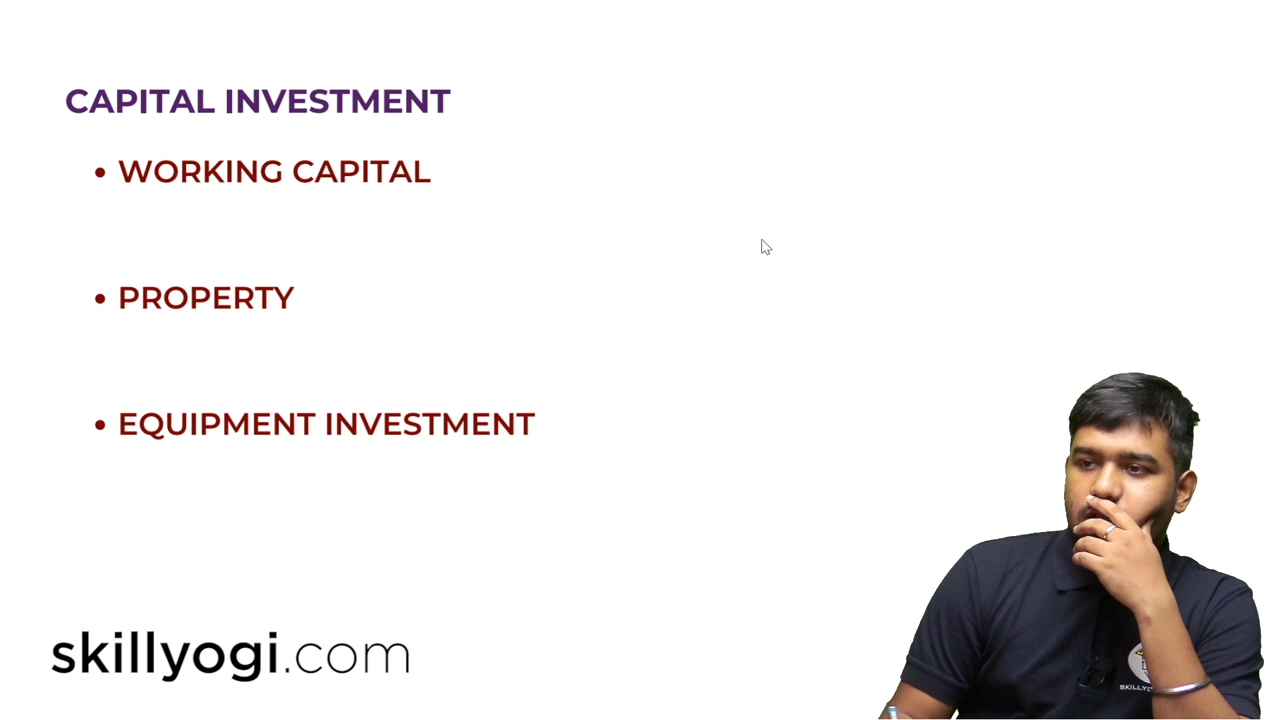 CAPITAL INVESTMENT
• WORKING CAPITAL
• PROPERTY
• EQUIPMENT INVESTMENT
skillyogi.com